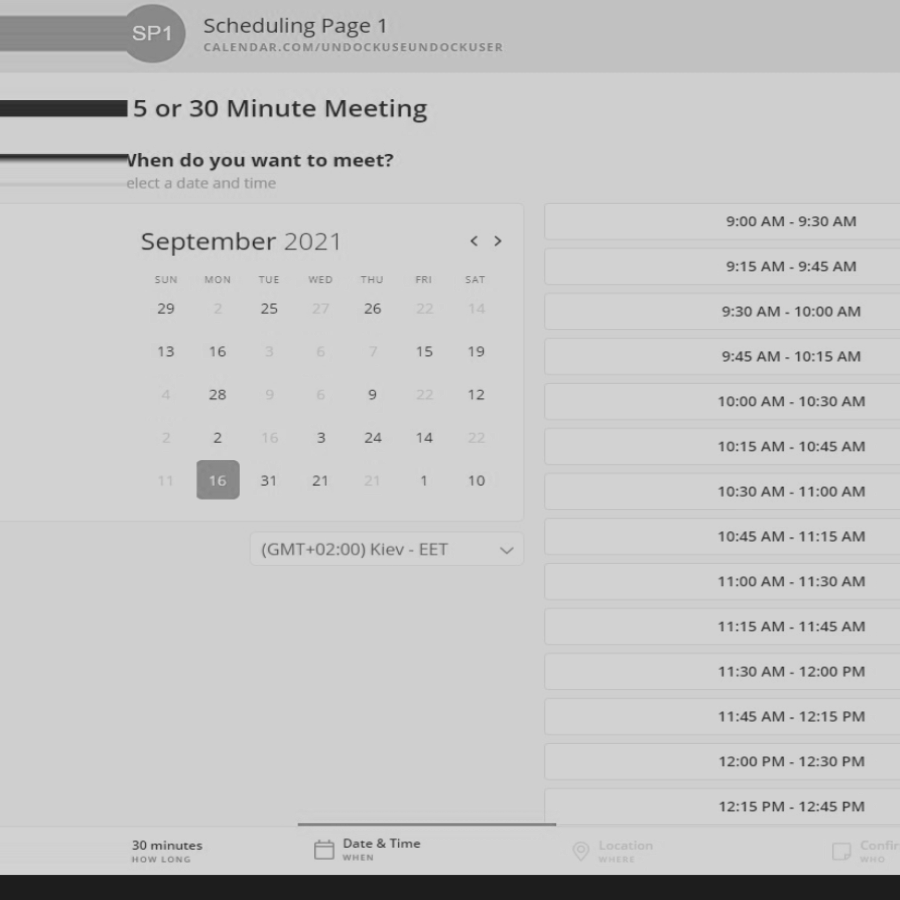 SP1
Scheduling Page 1
CALENDAR.COM/UNDOCKUSEUNDOCKUSER
5 or 30 Minute Meeting
When do you want to meet?
elect a date and time
September 2021 < >
SUN MON TUE WED THU FRI SAT
29 2 25 27 26 22 14
13 16 3 6 7 15 19
4 28 9 6 9 22 12
2 2 16 3 24 14 22
11 16 31 21 21 1 10
(GMT+02:00) Kiev - EET
9:00 AM - 9:30 AM
9:15 AM - 9:45 AM
9:30 AM - 10:00 AM
9:45 AM - 10:15 AM
10:00 AM - 10:30 AM
10:15 AM - 10:45 AM
10:30 AM - 11:00 AM
10:45 AM - 11:15 AM
11:00 AM - 11:30 AM
11:15 AM - 11:45 AM
11:30 AM - 12:00 PM
11:45 AM - 12:15 PM
12:00 PM - 12:30 PM
12:15 PM - 12:45 PM
30 minutes
HOW LONG
Date & Time
WHEN
Location
WHERE
Confir
WHO